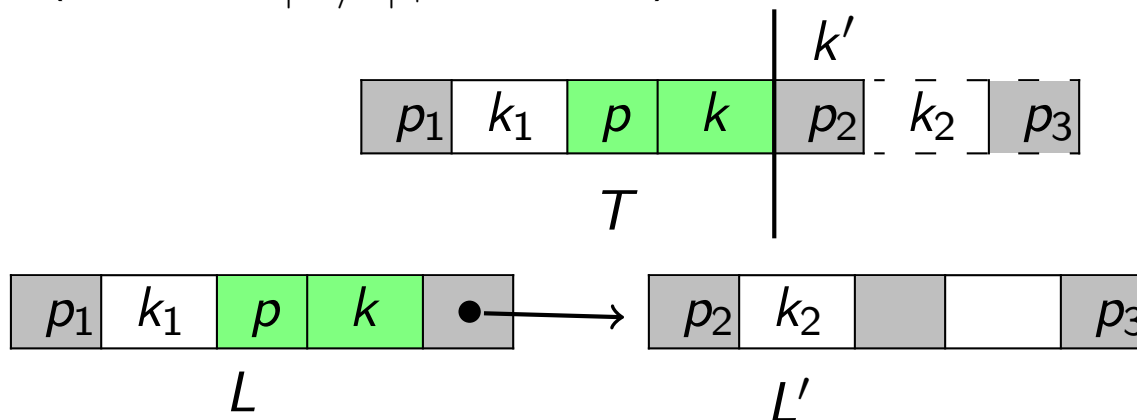 k′
p₁ k₁ p k p₂ k₂ p₃
T
p₁ k₁ p k p₂ k₂ p₃
L L′